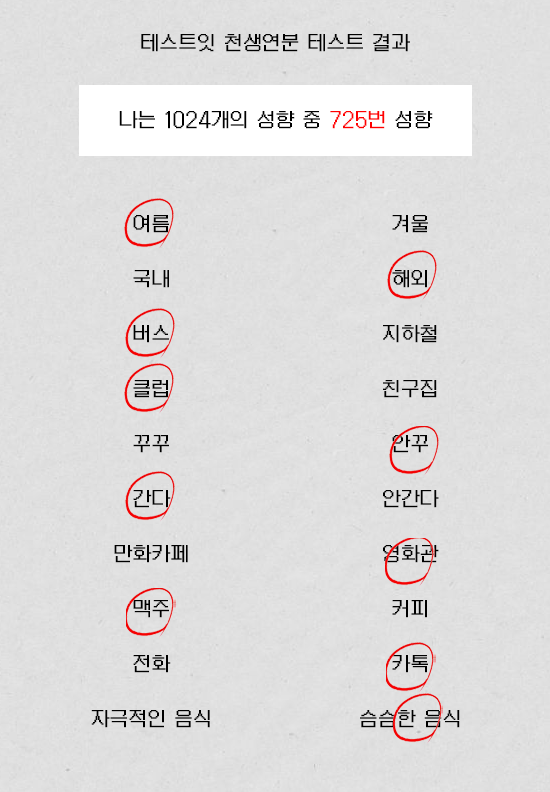 테스트잇 천생연분 테스트 결과
나는 1024개의 성향 중 725번 성향
여름 겨울
국내 해외
버스 지하철
클럽 친구집
꾸꾸 안꾸
간다 안간다
만화카페 영화관
맥주 커피
전화 카톡
자극적인 음식 슴슴한 음식